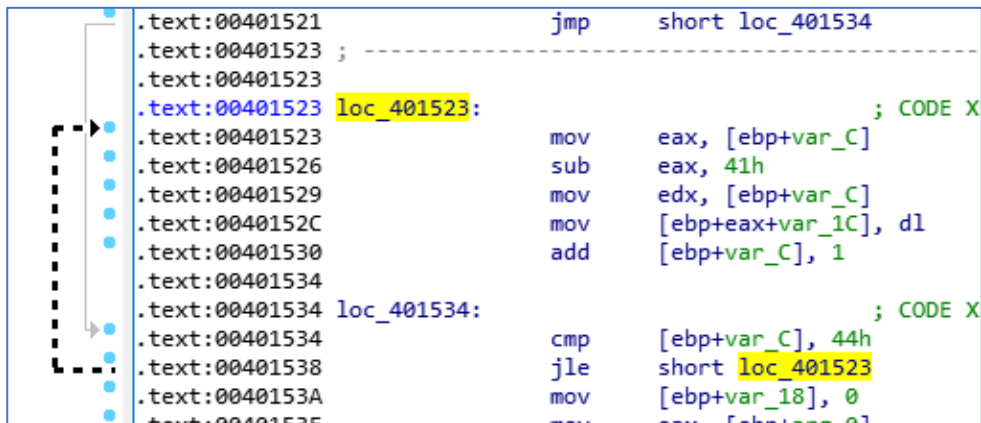 .text:00401521 jmp short loc_401534
.text:00401523 ; ---------------------------------------------
.text:00401523
.text:00401523 loc_401523: ; CODE X
.text:00401523 mov eax, [ebp+var_C]
.text:00401526 sub eax, 41h
.text:00401529 mov edx, [ebp+var_C]
.text:0040152C mov [ebp+eax+var_1C], dl
.text:00401530 add [ebp+var_C], 1
.text:00401534
.text:00401534 loc_401534: ; CODE X
.text:00401534 cmp [ebp+var_C], 44h
.text:00401538 jle short loc_401523
.text:0040153A mov [ebp+var_18], 0